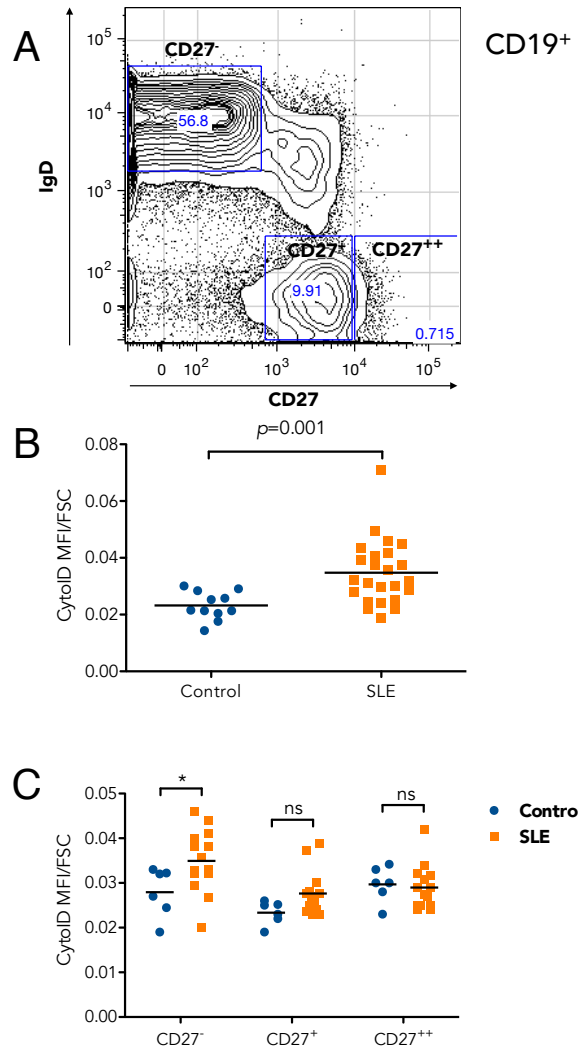 A
CD19⁺
10⁵
10⁴
10³
10²
0
IgD
CD27⁻
56.8
CD27⁺
CD27⁺⁺
9.91
0.715
0 10² 10³ 10⁴ 10⁵
CD27
B
p=0.001
CytoID MFI/FSC
0.08
0.06
0.04
0.02
0.00
Control SLE
C
CytoID MFI/FSC
0.05
0.04
0.03
0.02
0.01
0.00
*
ns
ns
Contro
SLE
CD27⁻ CD27⁺ CD27⁺⁺